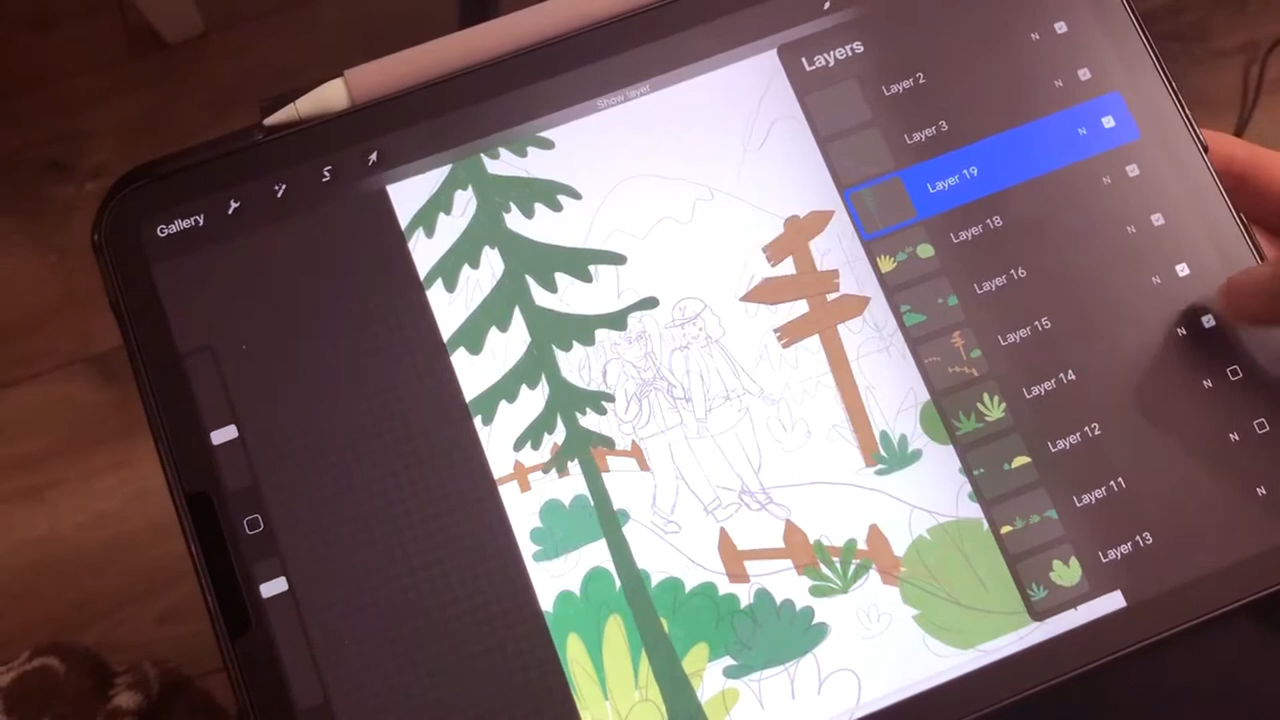 Show layer
Gallery
Layers
Layer 2
N
Layer 3
N
Layer 19
N
Layer 18
N
Layer 16
N
Layer 15
N
Layer 14
N
Layer 12
N
Layer 11
N
Layer 13
N